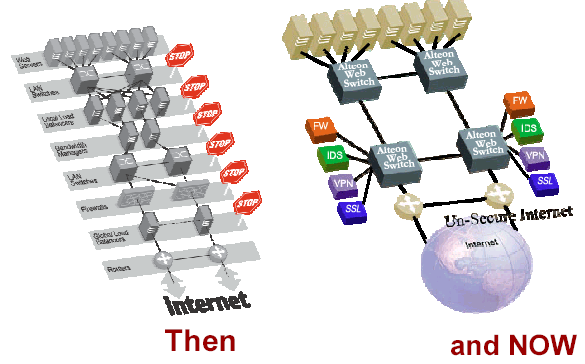 Web
Servers
STOP
LAN
Switches
STOP
Local Load
Balancers
STOP
Bandwidth
Managers
STOP
LAN
Switches
STOP
Firewalls
STOP
Global Load
Balancers
Routers
Internet
Then
Alteon
Web
Switch
Alteon
Web
Switch
FW
IDS
VPN
SSL
Alteon
Web
Switch
Alteon
Web
Switch
FW
IDS
VPN
SSL
Un-Secure Internet
Internet
and NOW